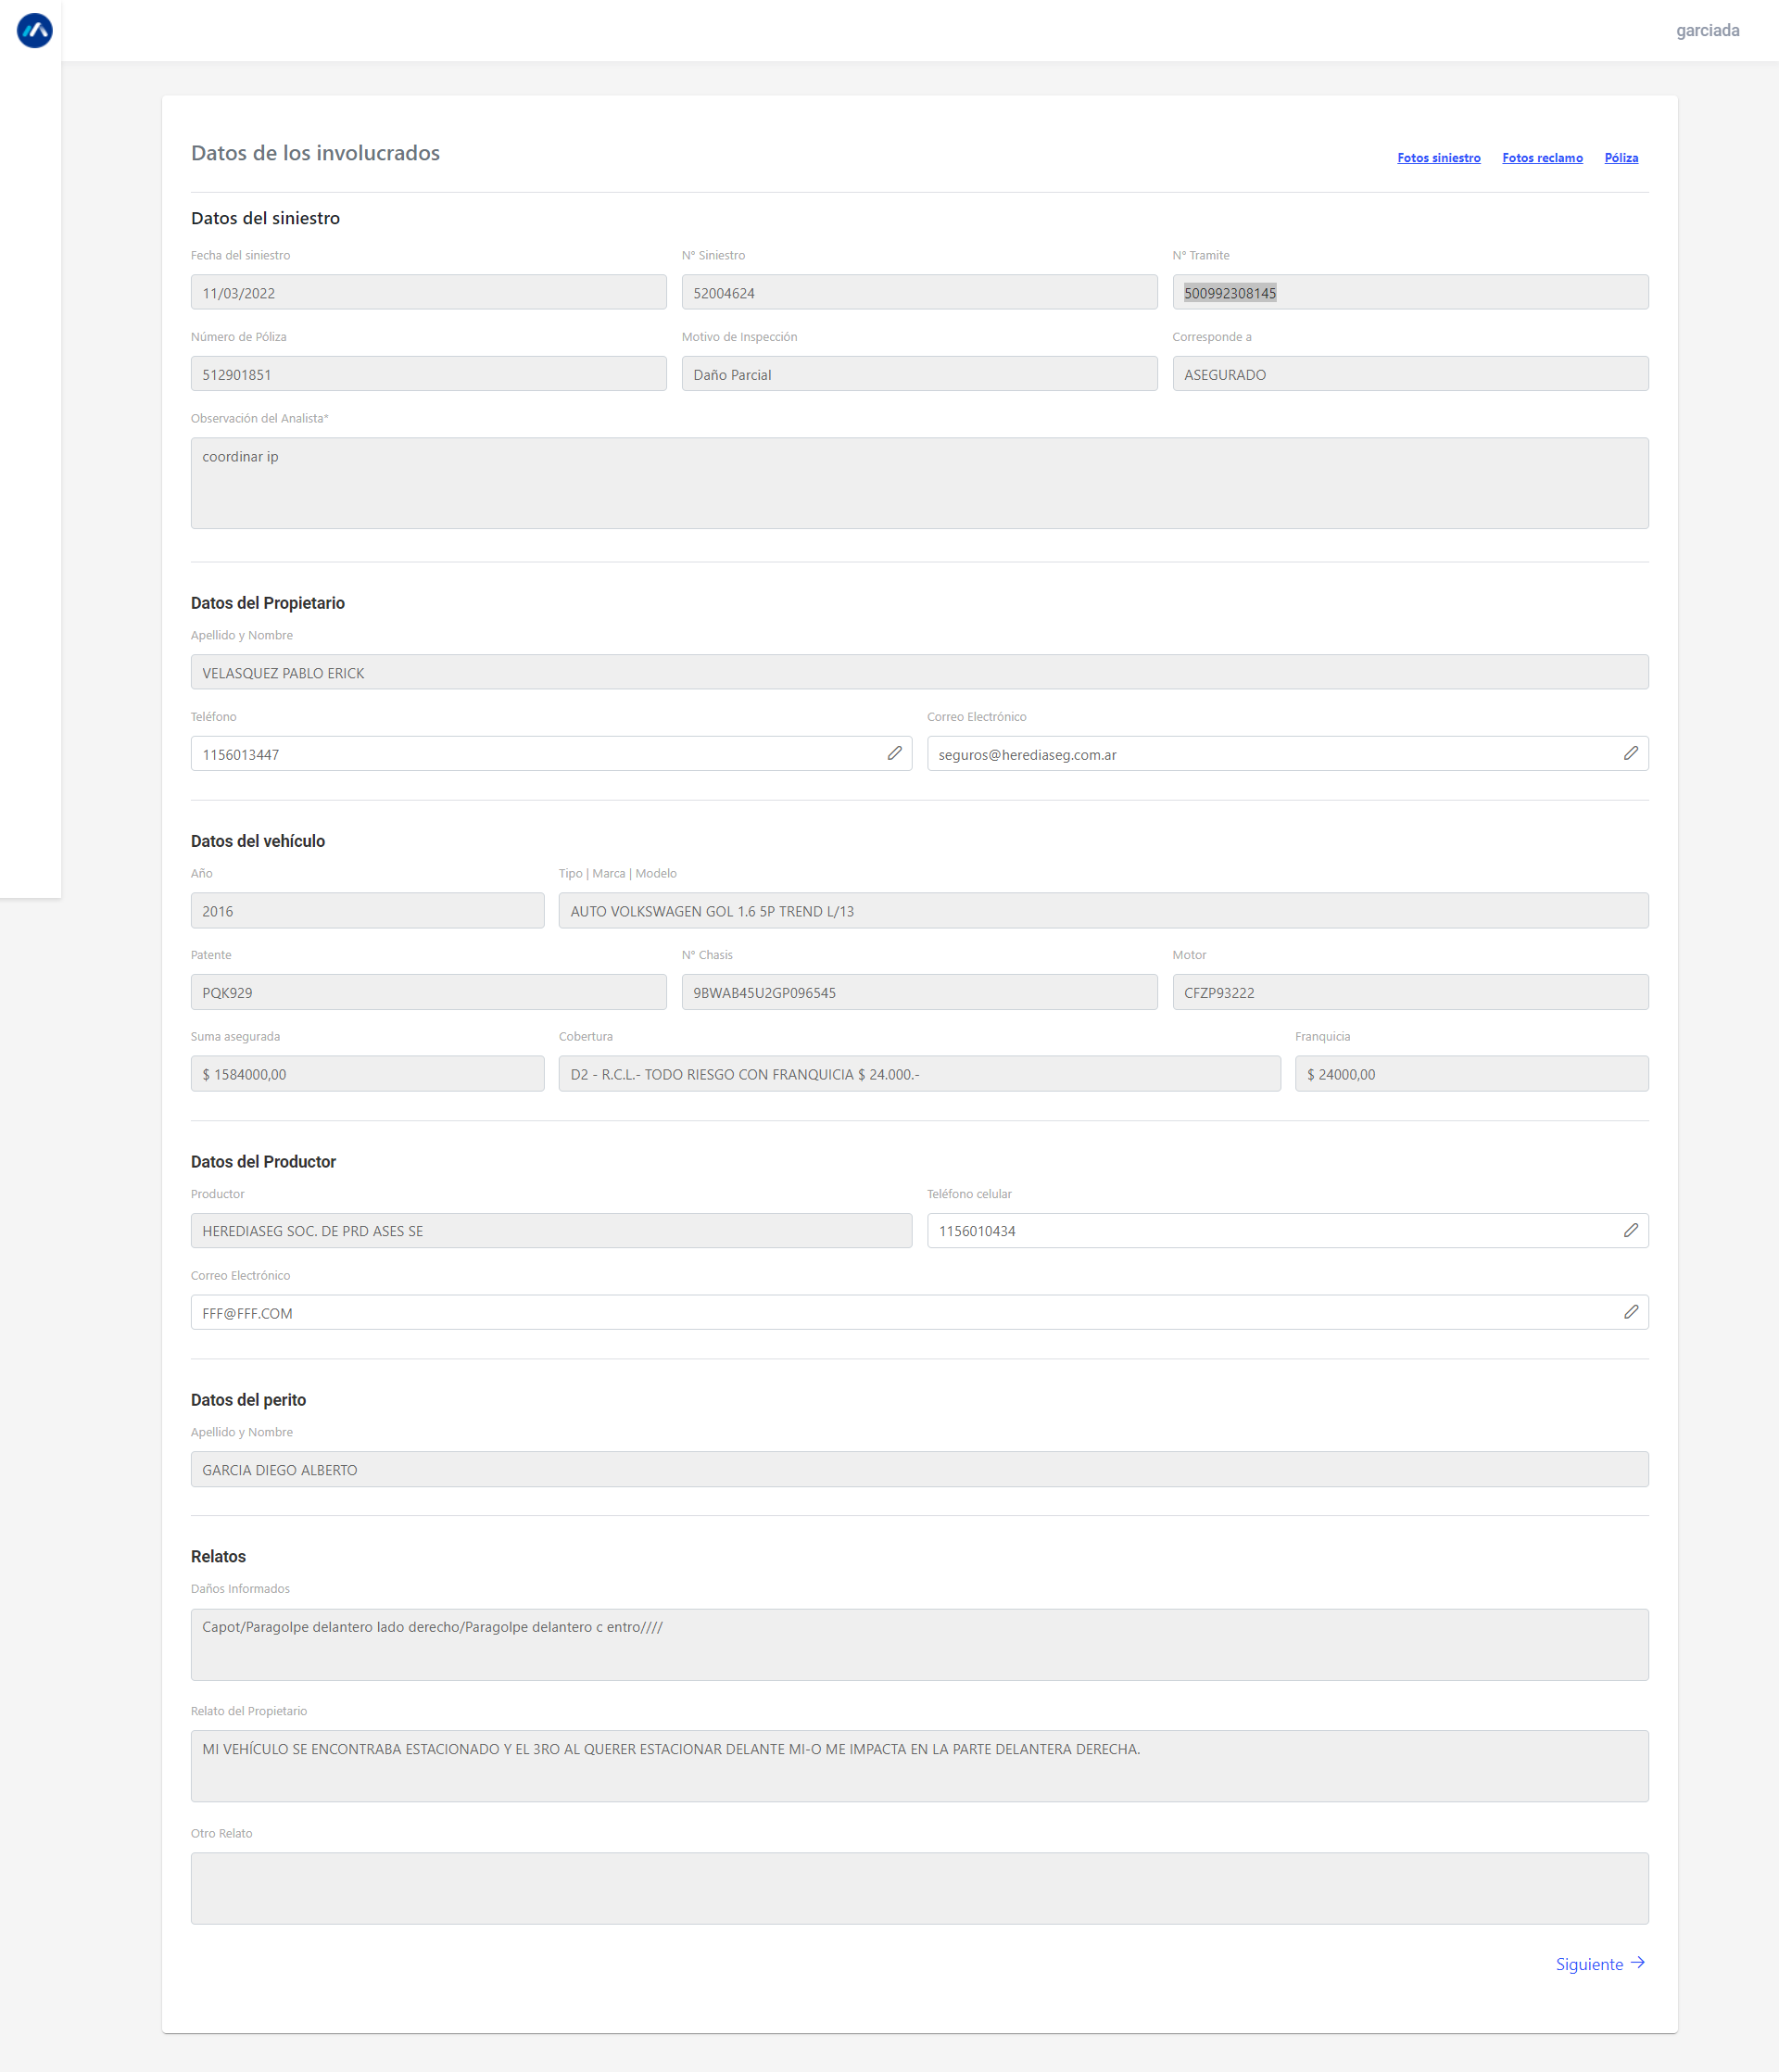 garciada
Datos de los involucrados
Fotos siniestro Fotos reclamo Póliza
Datos del siniestro
Fecha del siniestro N° Siniestro N° Tramite
11/03/2022 52004624 500992308145
Número de Póliza Motivo de Inspección Corresponde a
512901851 Daño Parcial ASEGURADO
Observación del Analista*
coordinar ip
Datos del Propietario
Apellido y Nombre
VELASQUEZ PABLO ERICK
Teléfono Correo Electrónico
1156013447 seguros@herediaseg.com.ar
Datos del vehículo
Año Tipo | Marca | Modelo
2016 AUTO VOLKSWAGEN GOL 1.6 5P TREND L/13
Patente N° Chasis Motor
PQK929 9BWAB45U2GP096545 CFZP93222
Suma asegurada Cobertura Franquicia
$ 1584000,00 D2 - R.C.L.- TODO RIESGO CON FRANQUICIA $ 24.000.- $ 24000,00
Datos del Productor
Productor Teléfono celular
HEREDIASEG SOC. DE PRD ASES SE 1156010434
Correo Electrónico
FFF@FFF.COM
Datos del perito
Apellido y Nombre
GARCIA DIEGO ALBERTO
Relatos
Daños Informados
Capot/Paragolpe delantero lado derecho/Paragolpe delantero c entro////
Relato del Propietario
MI VEHÍCULO SE ENCONTRABA ESTACIONADO Y EL 3RO AL QUERER ESTACIONAR DELANTE MI-O ME IMPACTA EN LA PARTE DELANTERA DERECHA.
Otro Relato
Siguiente